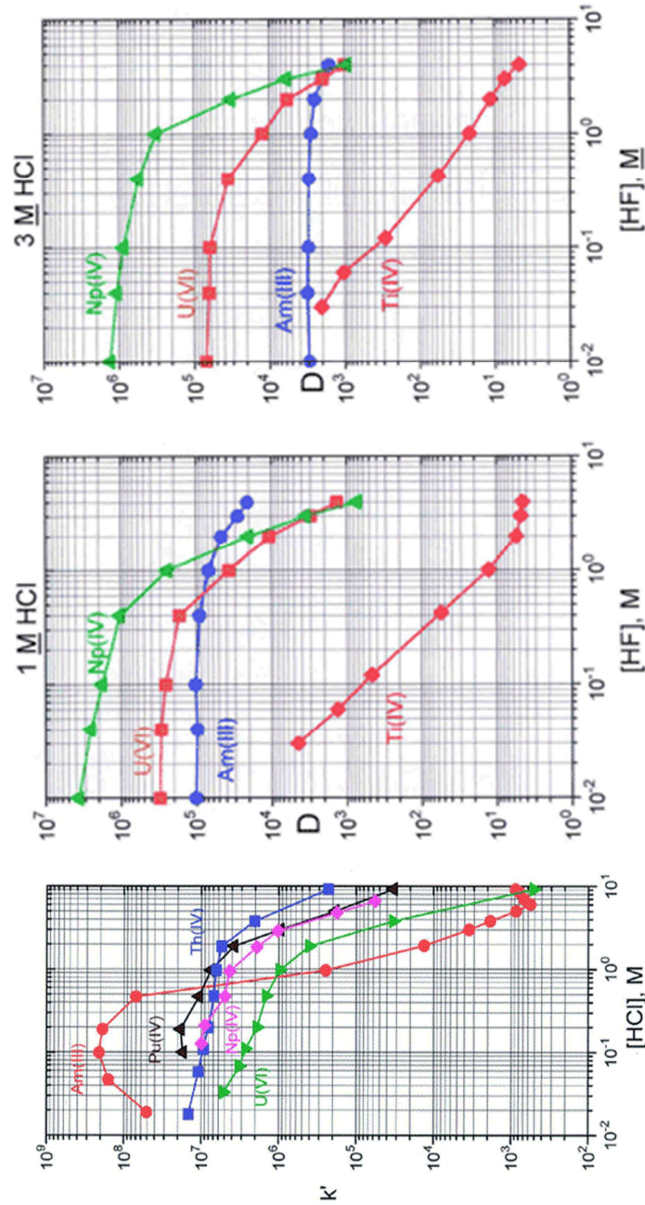 10⁹
10⁸
10⁷
10⁶
10⁵
10⁴
10³
10²
k'
Am(III)
Pu(IV)
Th(IV)
Np(IV)
U(VI)
10⁻²
10⁻¹
10⁰
10¹
[HCl], M
1 M HCl
10⁷
10⁶
10⁵
10⁴
10³
10²
10¹
10⁰
D
Np(IV)
U(VI)
Am(III)
Ti(IV)
10⁻²
10⁻¹
10⁰
10¹
[HF], M
3 M HCl
10⁷
10⁶
10⁵
10⁴
10³
10²
10¹
10⁰
D
Np(IV)
U(VI)
Am(III)
Ti(IV)
10⁻²
10⁻¹
10⁰
10¹
[HF], M